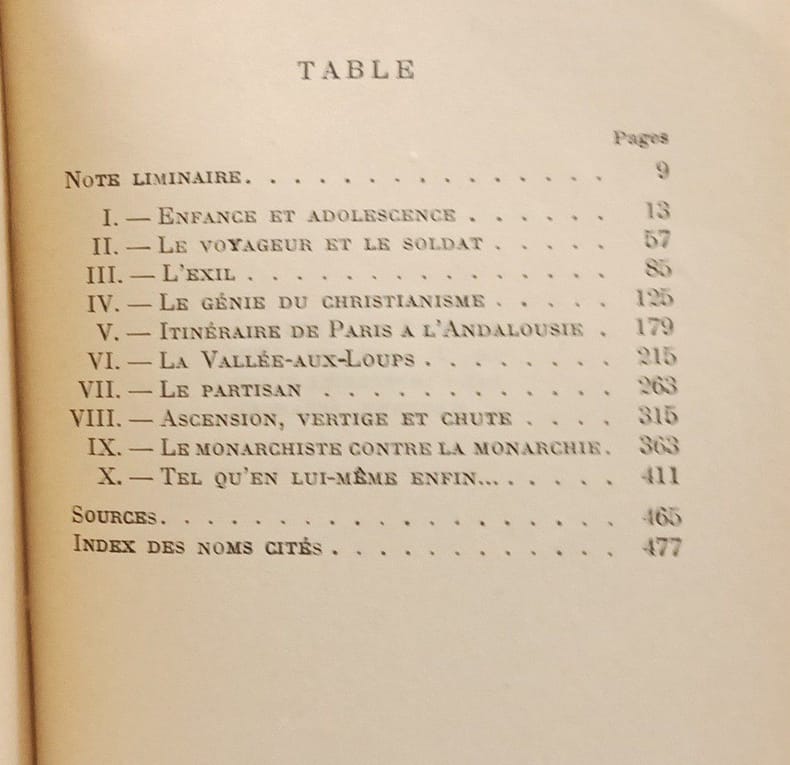 TABLE
Pages
NOTE LIMINAIRE. . . . . . . . . . . . . . . . 9
I. — ENFANCE ET ADOLESCENCE . . . . . . 13
II. — LE VOYAGEUR ET LE SOLDAT . . . . . 57
III. — L'EXIL . . . . . . . . . . . . . . . 85
IV. — LE GÉNIE DU CHRISTIANISME . . . . . 125
V. — ITINÉRAIRE DE PARIS A L'ANDALOUSIE . 179
VI. — LA VALLÉE-AUX-LOUPS . . . . . . . . 215
VII. — LE PARTISAN . . . . . . . . . . . . 263
VIII. — ASCENSION, VERTIGE ET CHUTE . . . . 315
IX. — LE MONARCHISTE CONTRE LA MONARCHIE. 363
X. — TEL QU'EN LUI-MÊME ENFIN... . . . . . 411
SOURCES. . . . . . . . . . . . . . . . . . . 465
INDEX DES NOMS CITÉS . . . . . . . . . . . . 477